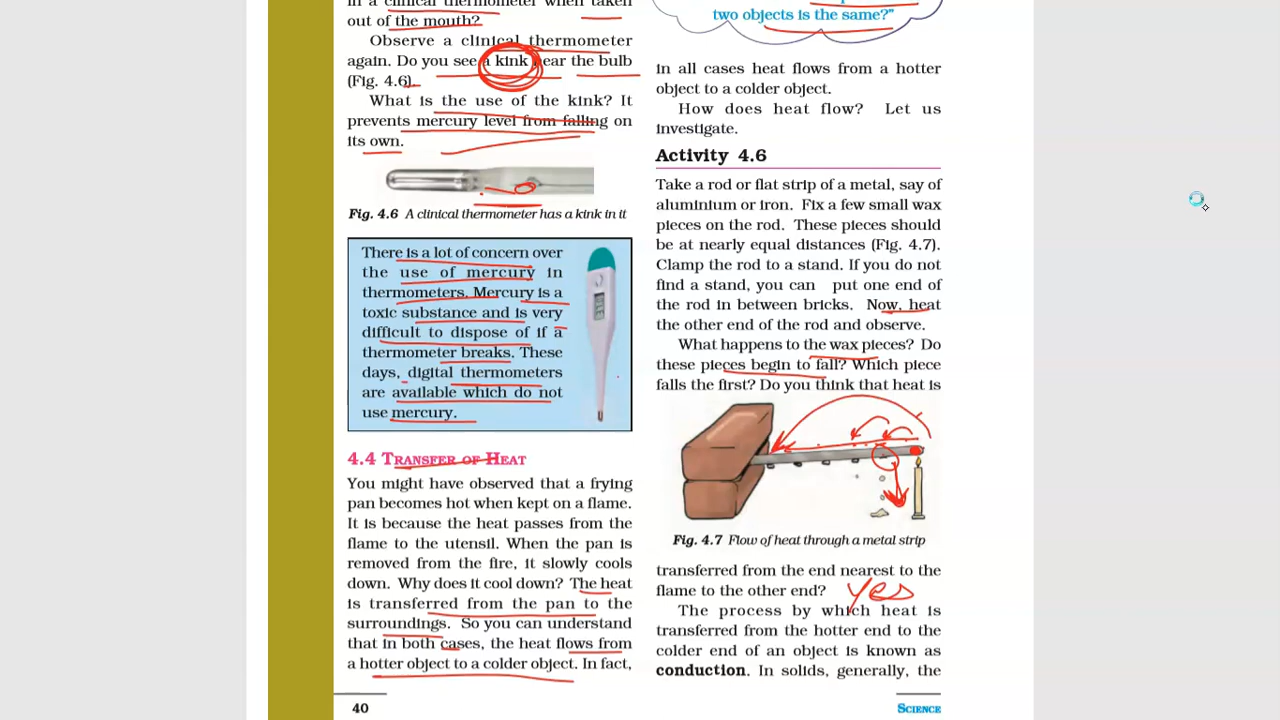 in a clinical thermometer when taken
out of the mouth?
Observe a clinical thermometer
again. Do you see a kink near the bulb
(Fig. 4.6).
What is the use of the kink? It
prevents mercury level from falling on
its own.
Fig. 4.6 A clinical thermometer has a kink in it
There is a lot of concern over
the use of mercury in
thermometers. Mercury is a
toxic substance and is very
difficult to dispose of if a
thermometer breaks. These
days, digital thermometers
are available which do not
use mercury.
4.4 TRANSFER OF HEAT
You might have observed that a frying
pan becomes hot when kept on a flame.
It is because the heat passes from the
flame to the utensil. When the pan is
removed from the fire, it slowly cools
down. Why does it cool down? The heat
is transferred from the pan to the
surroundings. So you can understand
that in both cases, the heat flows from
a hotter object to a colder object. In fact,
two objects is the same?"
in all cases heat flows from a hotter
object to a colder object.
How does heat flow? Let us
investigate.
Activity 4.6
Take a rod or flat strip of a metal, say of
aluminium or iron. Fix a few small wax
pieces on the rod. These pieces should
be at nearly equal distances (Fig. 4.7).
Clamp the rod to a stand. If you do not
find a stand, you can put one end of
the rod in between bricks. Now, heat
the other end of the rod and observe.
What happens to the wax pieces? Do
these pieces begin to fall? Which piece
falls the first? Do you think that heat is
Fig. 4.7 Flow of heat through a metal strip
transferred from the end nearest to the
flame to the other end? yes
The process by which heat is
transferred from the hotter end to the
colder end of an object is known as
conduction. In solids, generally, the
40
SCIENCE